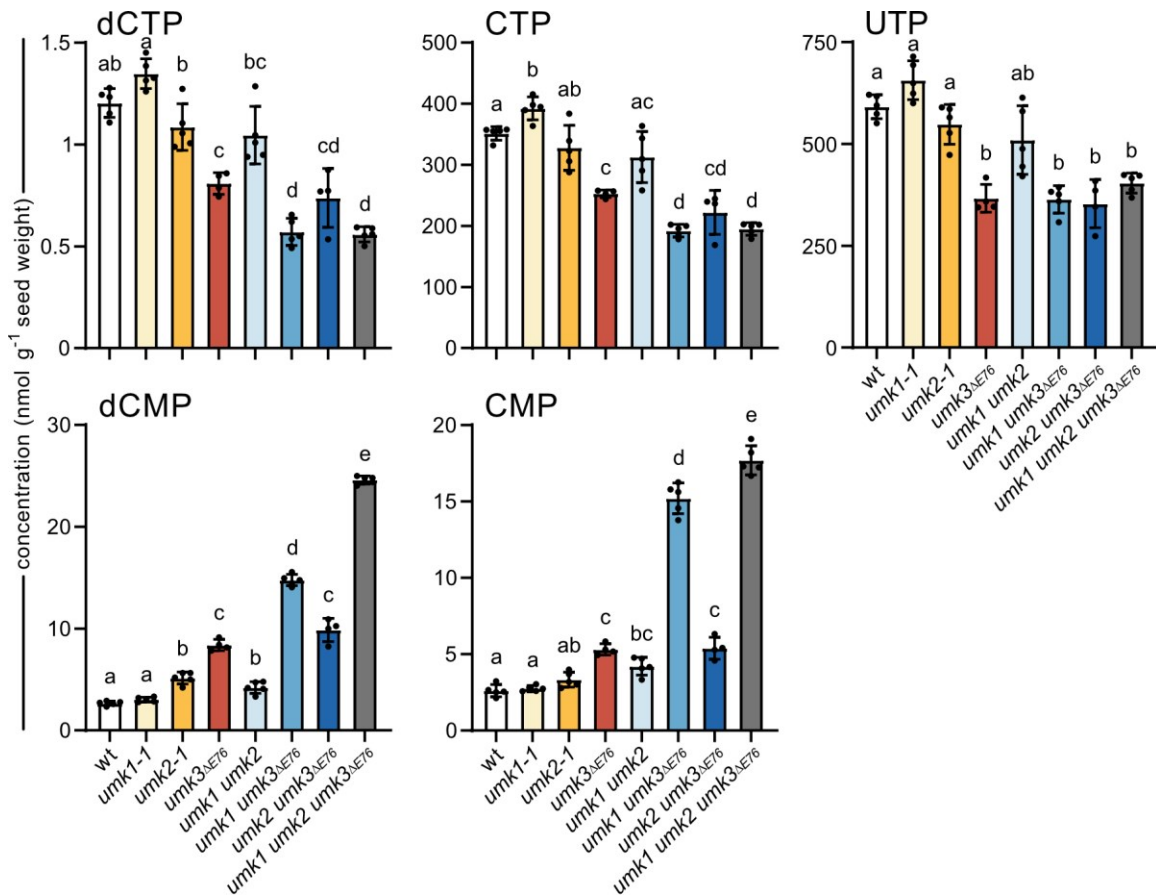 dCTP
CTP
UTP
concentration (nmol g⁻¹ seed weight)
1.5
1
0.5
0
ab
a
b
c
bc
d
cd
d
500
400
300
200
100
0
a
b
ab
c
ac
d
cd
d
750
500
250
0
a
a
a
b
ab
b
b
b
wt
umk1-1
umk2-1
umk3ΔE76
umk1 umk2
umk1 umk3ΔE76
umk2 umk3ΔE76
umk1 umk2 umk3ΔE76
dCMP
CMP
30
20
10
0
a
a
b
c
b
d
c
e
wt
umk1-1
umk2-1
umk3ΔE76
umk1 umk2
umk1 umk3ΔE76
umk2 umk3ΔE76
umk1 umk2 umk3ΔE76
20
15
10
5
0
a
a
ab
c
bc
d
c
e
wt
umk1-1
umk2-1
umk3ΔE76
umk1 umk2
umk1 umk3ΔE76
umk2 umk3ΔE76
umk1 umk2 umk3ΔE76